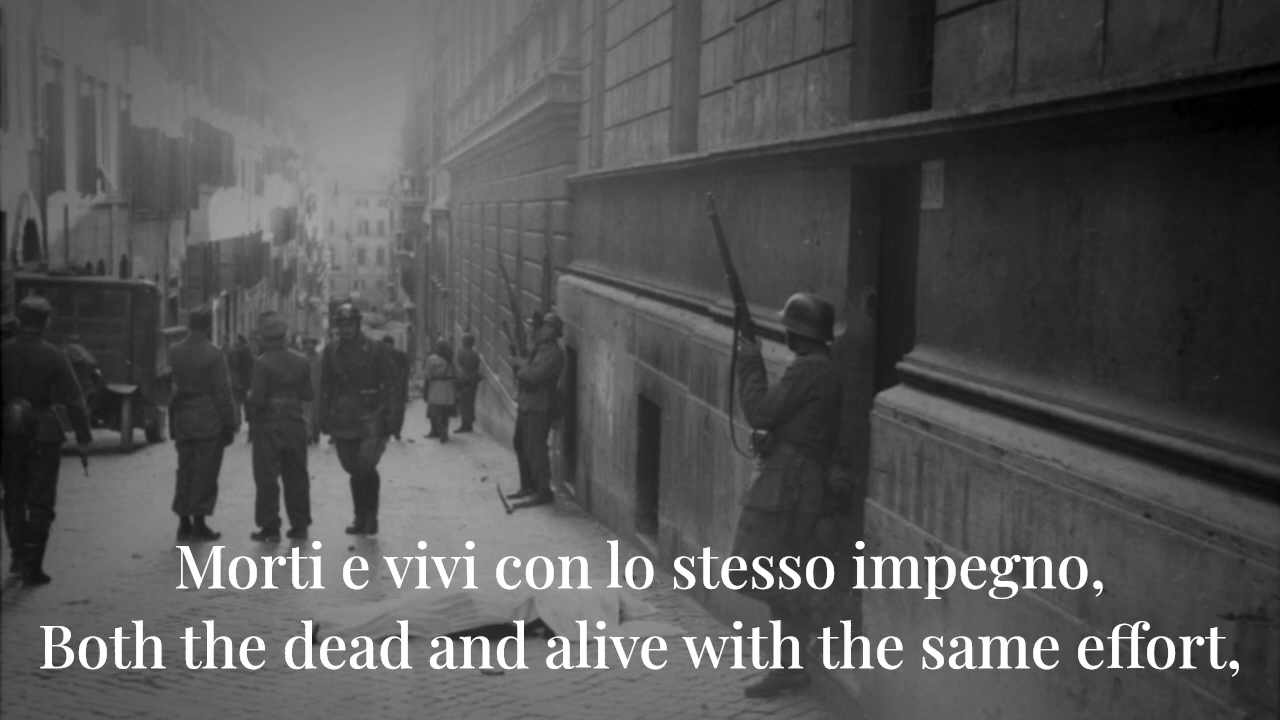 Morti e vivi con lo stesso impegno,
Both the dead and alive with the same effort,